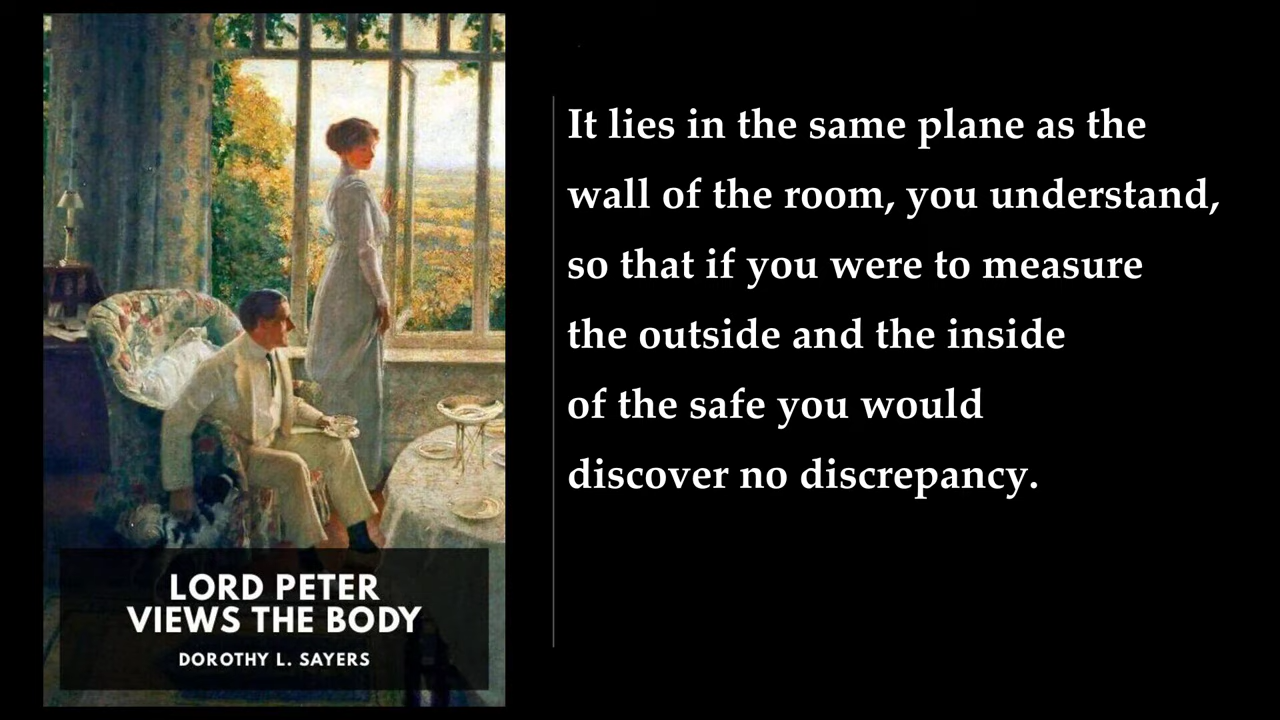 It lies in the same plane as the
wall of the room, you understand,
so that if you were to measure
the outside and the inside
of the safe you would
discover no discrepancy.
LORD PETER
VIEWS THE BODY
DOROTHY L. SAYERS